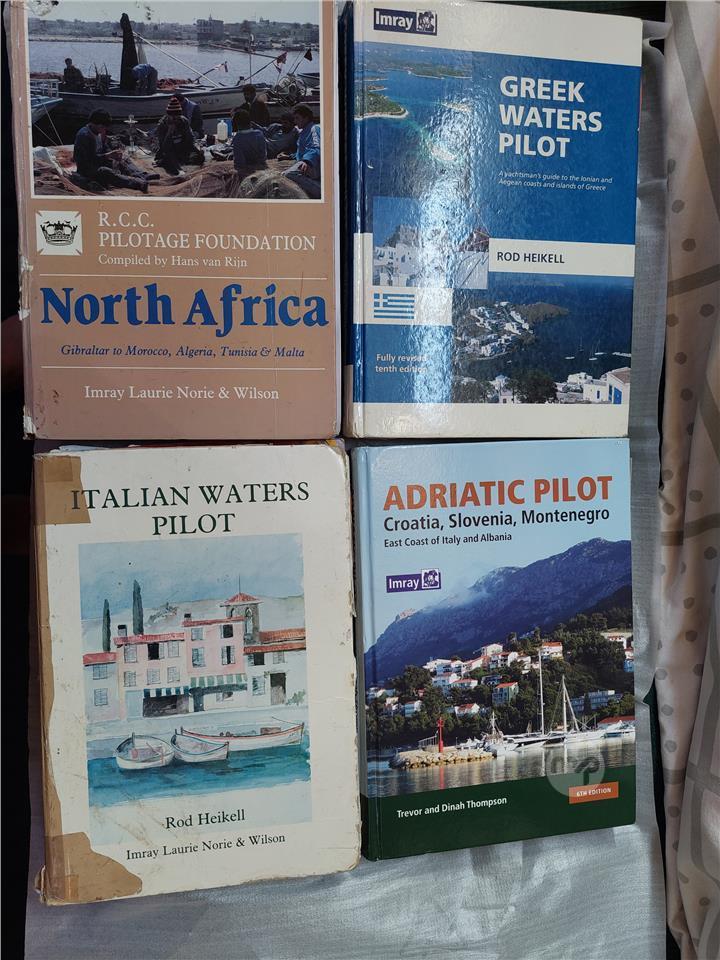 R.C.C.
PILOTAGE FOUNDATION
Compiled by Hans van Rijn
North Africa
Gibraltar to Morocco, Algeria, Tunisia & Malta
Imray Laurie Norie & Wilson
Imray
GREEK
WATERS
PILOT
A yachtsman's guide to the Ionian and
Aegean coasts and islands of Greece
ROD HEIKELL
Fully revised
tenth edition
ITALIAN WATERS
PILOT
Rod Heikell
Imray Laurie Norie & Wilson
ADRIATIC PILOT
Croatia, Slovenia, Montenegro
East Coast of Italy and Albania
Imray
Trevor and Dinah Thompson
6TH EDITION